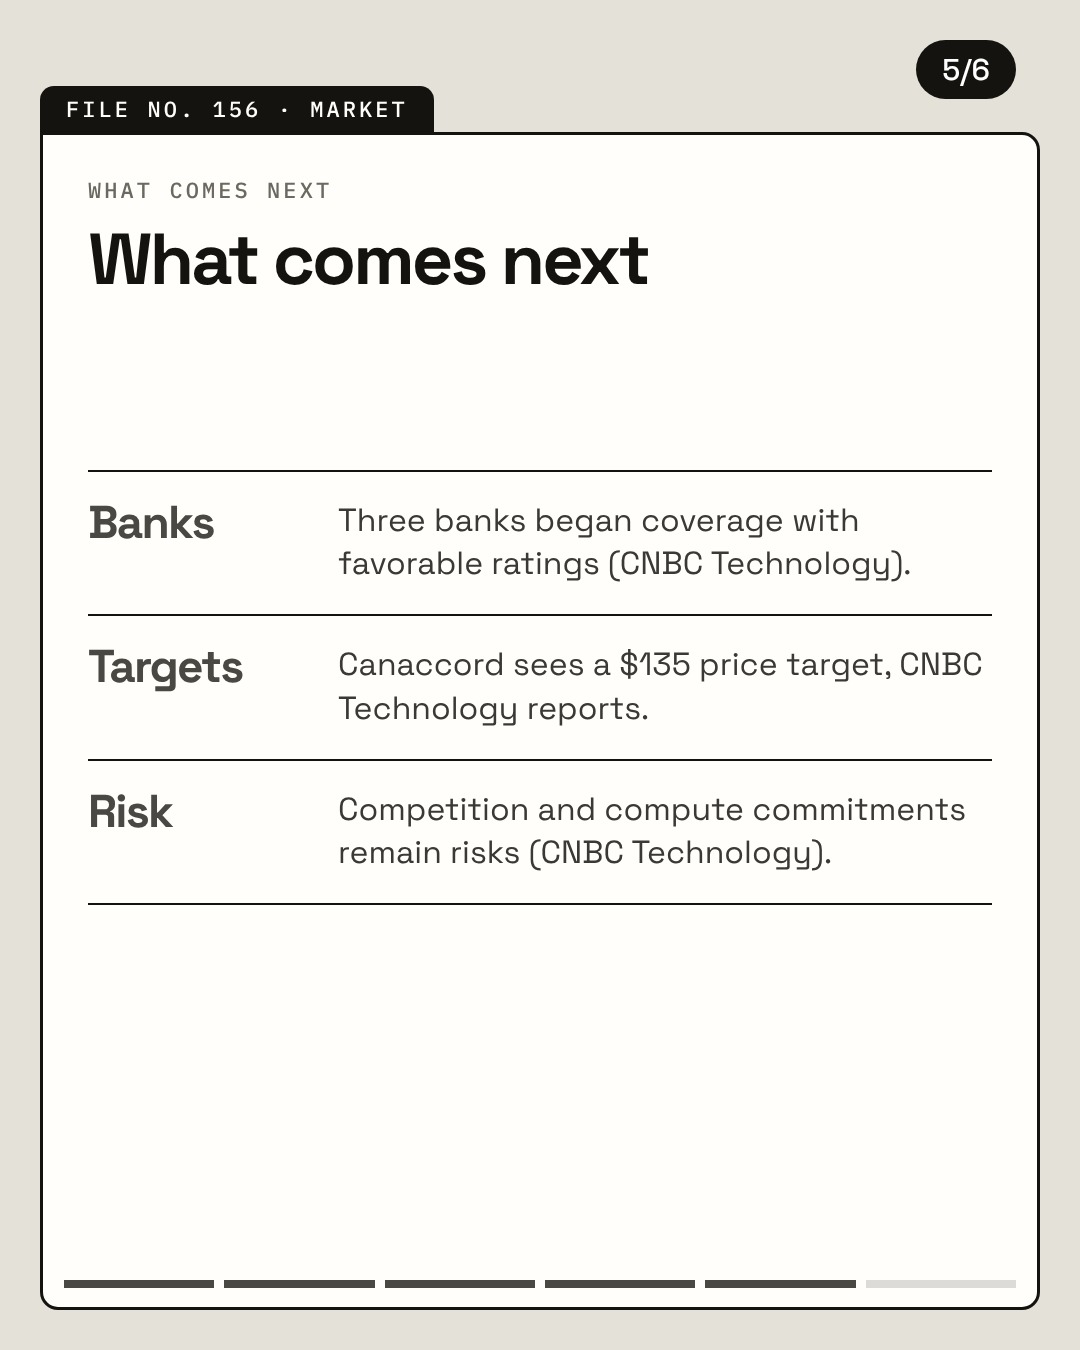 5/6
FILE NO. 156 · MARKET
WHAT COMES NEXT
What comes next
Banks
Three banks began coverage with
favorable ratings (CNBC Technology).
Targets
Canaccord sees a $135 price target, CNBC
Technology reports.
Risk
Competition and compute commitments
remain risks (CNBC Technology).